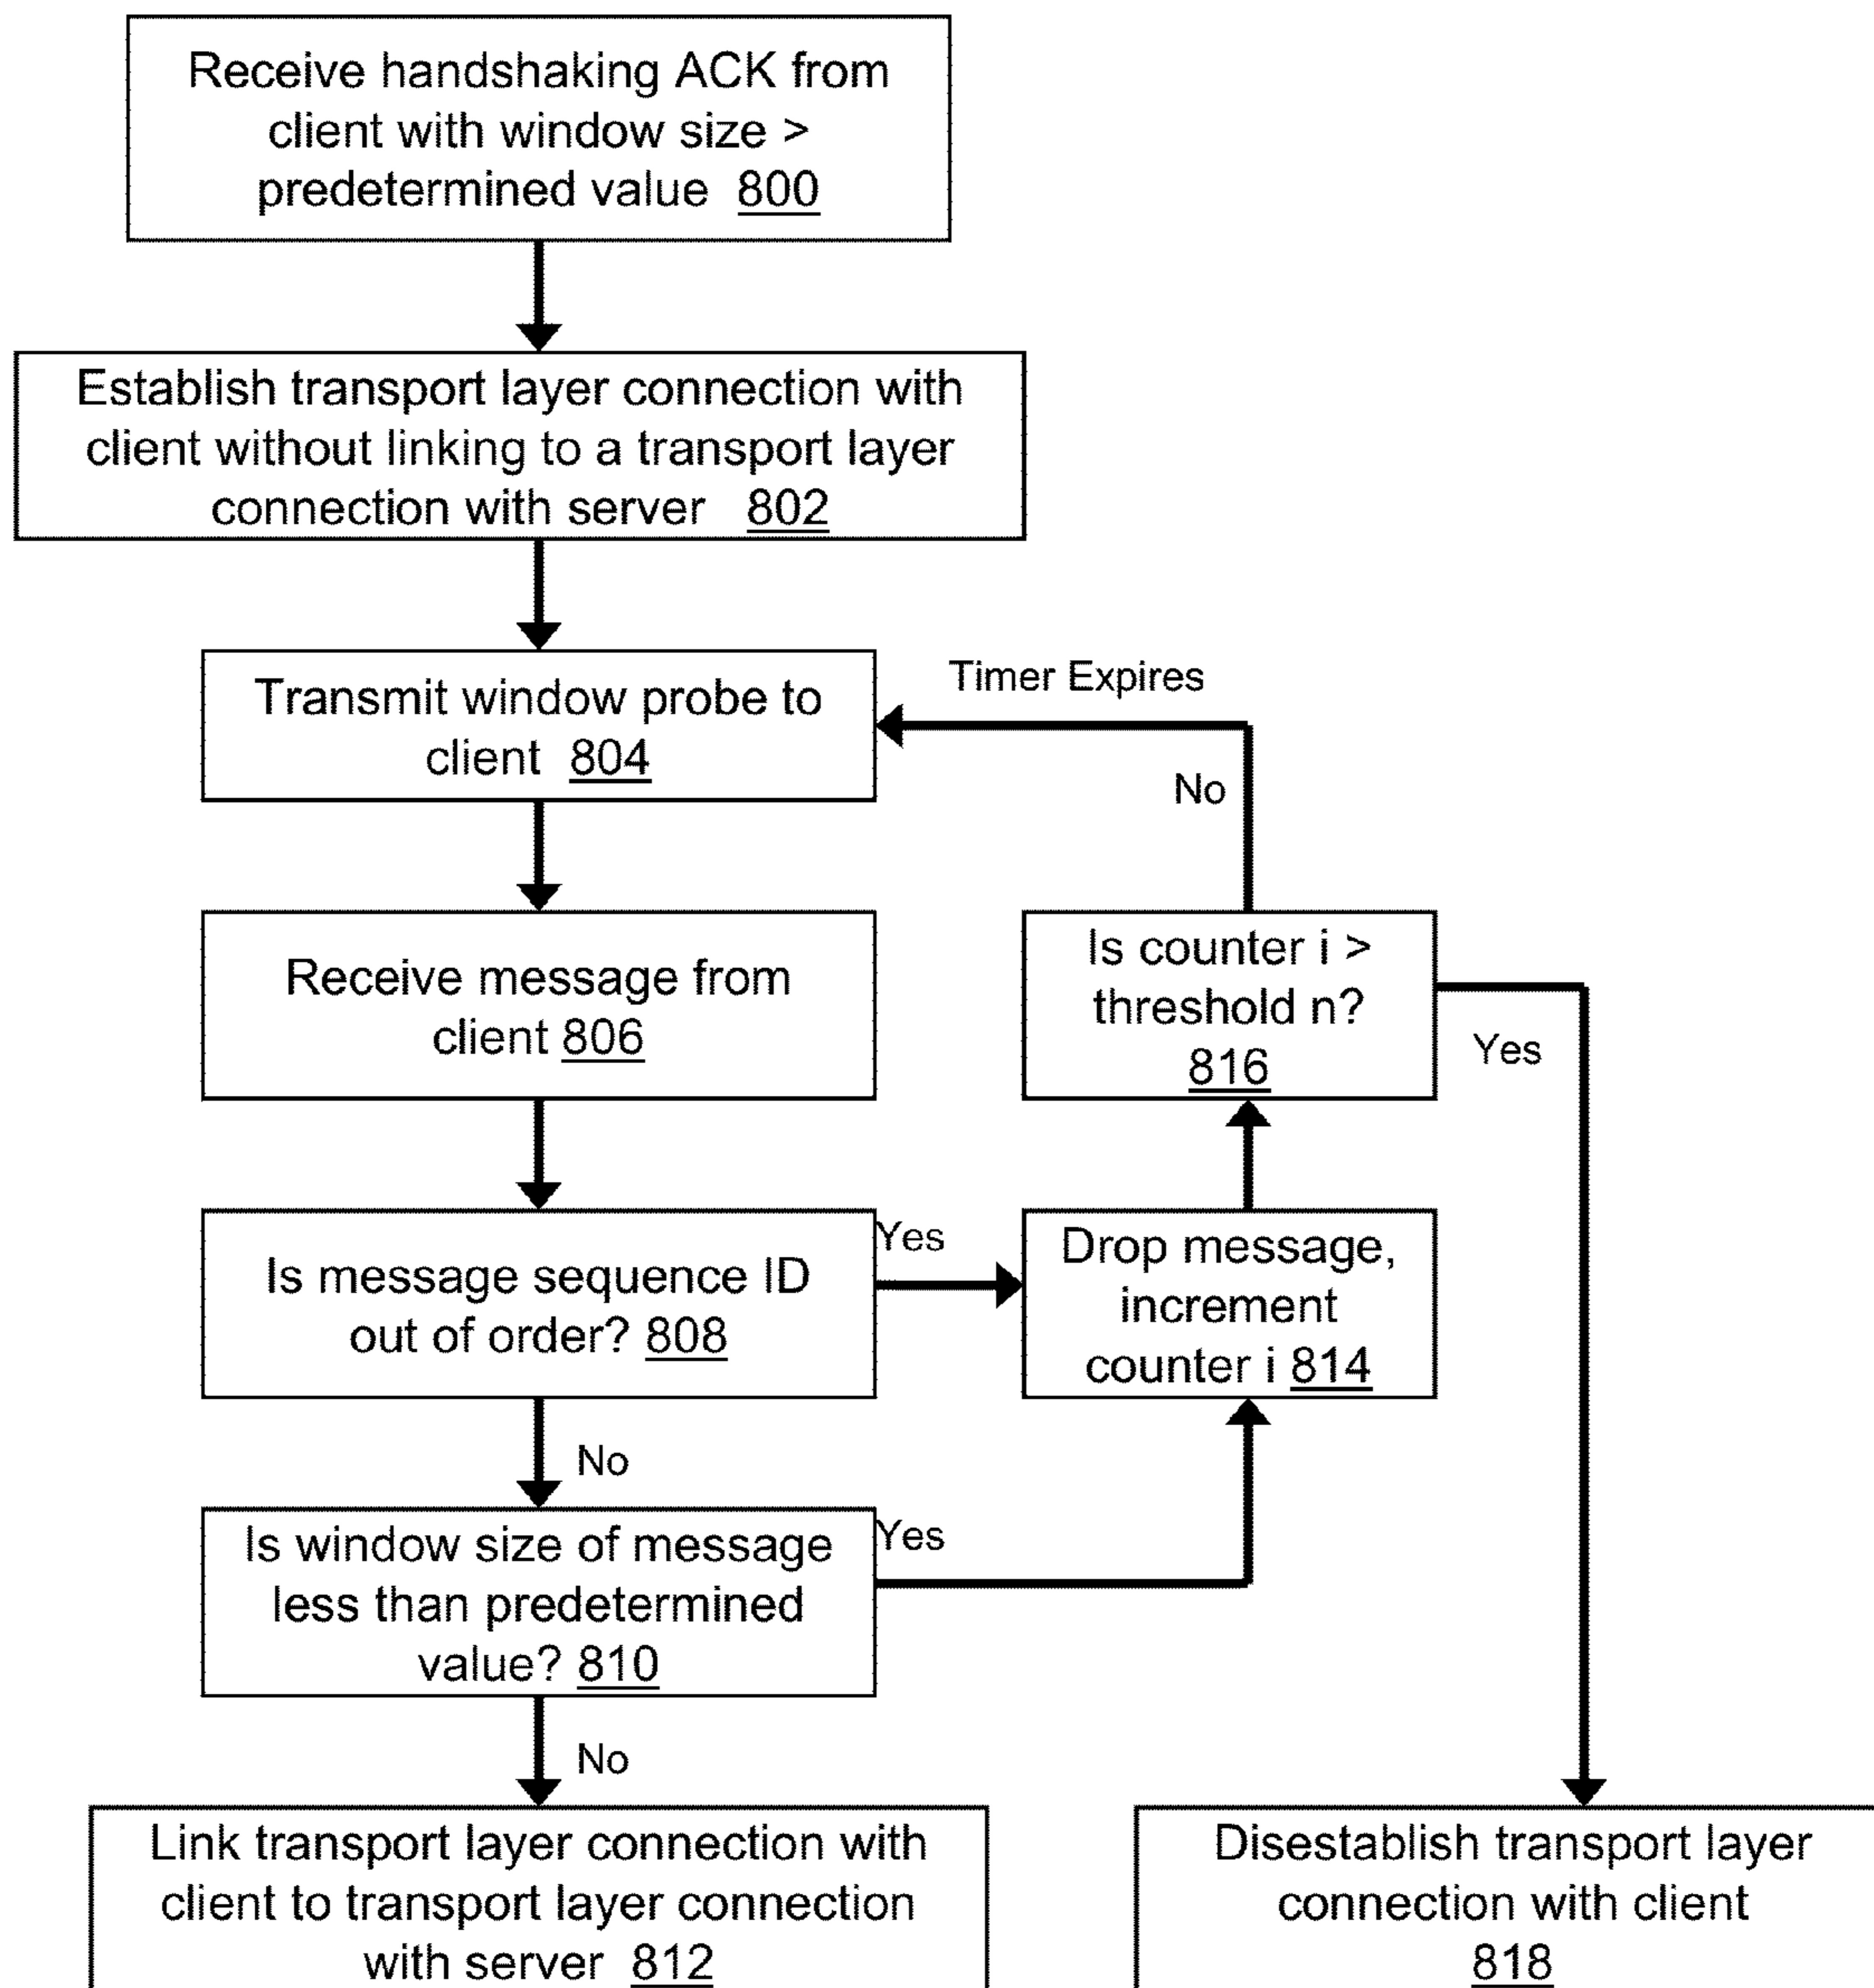 Receive handshaking ACK from
client with window size >
predetermined value 800
Establish transport layer connection with
client without linking to a transport layer
connection with server 802
Transmit window probe to
client 804
Timer Expires
No
Receive message from
client 806
Is counter i >
threshold n?
816
Yes
Is message sequence ID
out of order? 808
Yes
Drop message,
increment
counter i 814
No
Is window size of message
less than predetermined
value? 810
Yes
No
Link transport layer connection with
client to transport layer connection
with server 812
Disestablish transport layer
connection with client
818